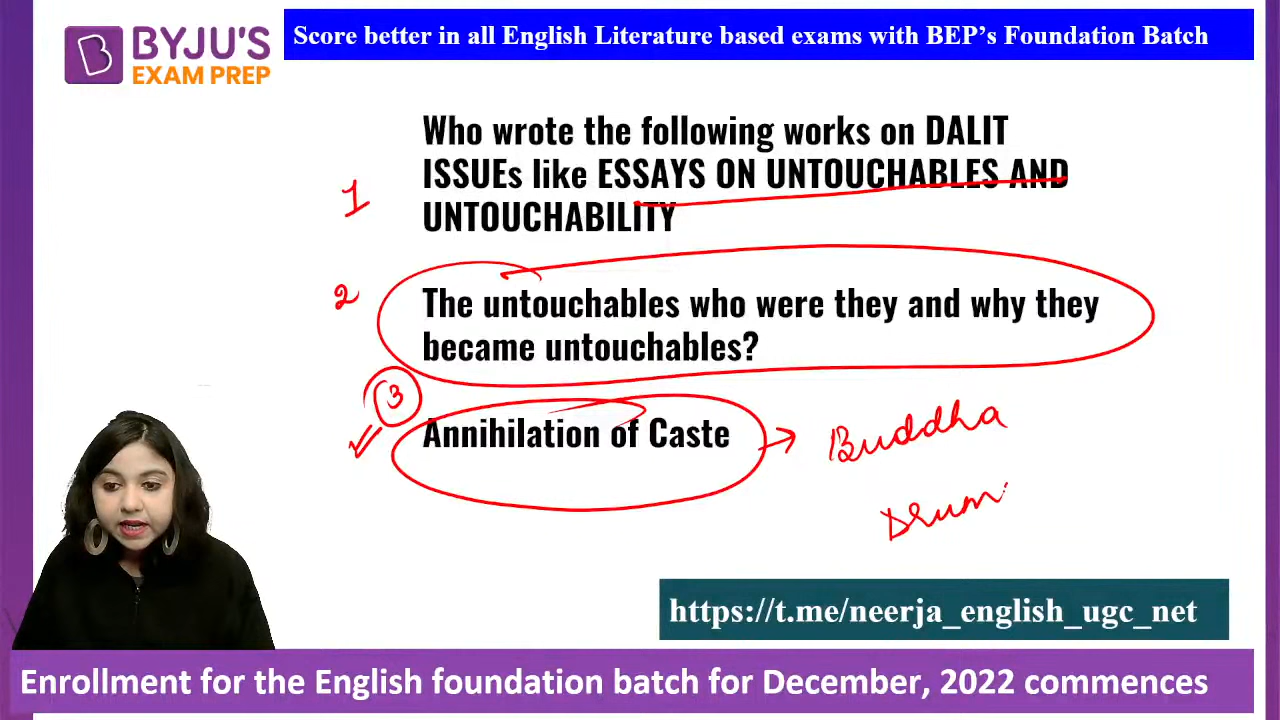 BYJU'S
EXAM PREP
Score better in all English Literature based exams with BEP's Foundation Batch
Who wrote the following works on DALIT
1 ISSUEs like ESSAYS ON UNTOUCHABLES AND
UNTOUCHABILITY
2 The untouchables who were they and why they
became untouchables?
3
Annihilation of Caste → Buddha
Drum
https://t.me/neerja_english_ugc_net
Enrollment for the English foundation batch for December, 2022 commences